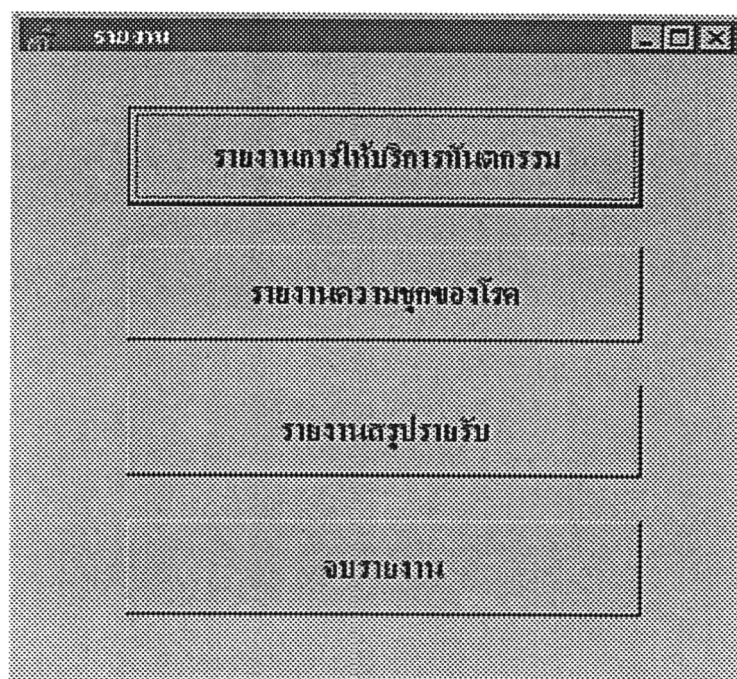 รายงาน
รายงานการให้บริการทันตกรรม
รายงานความชุกของโรค
รายงานสรุปรายรับ
จบรายงาน